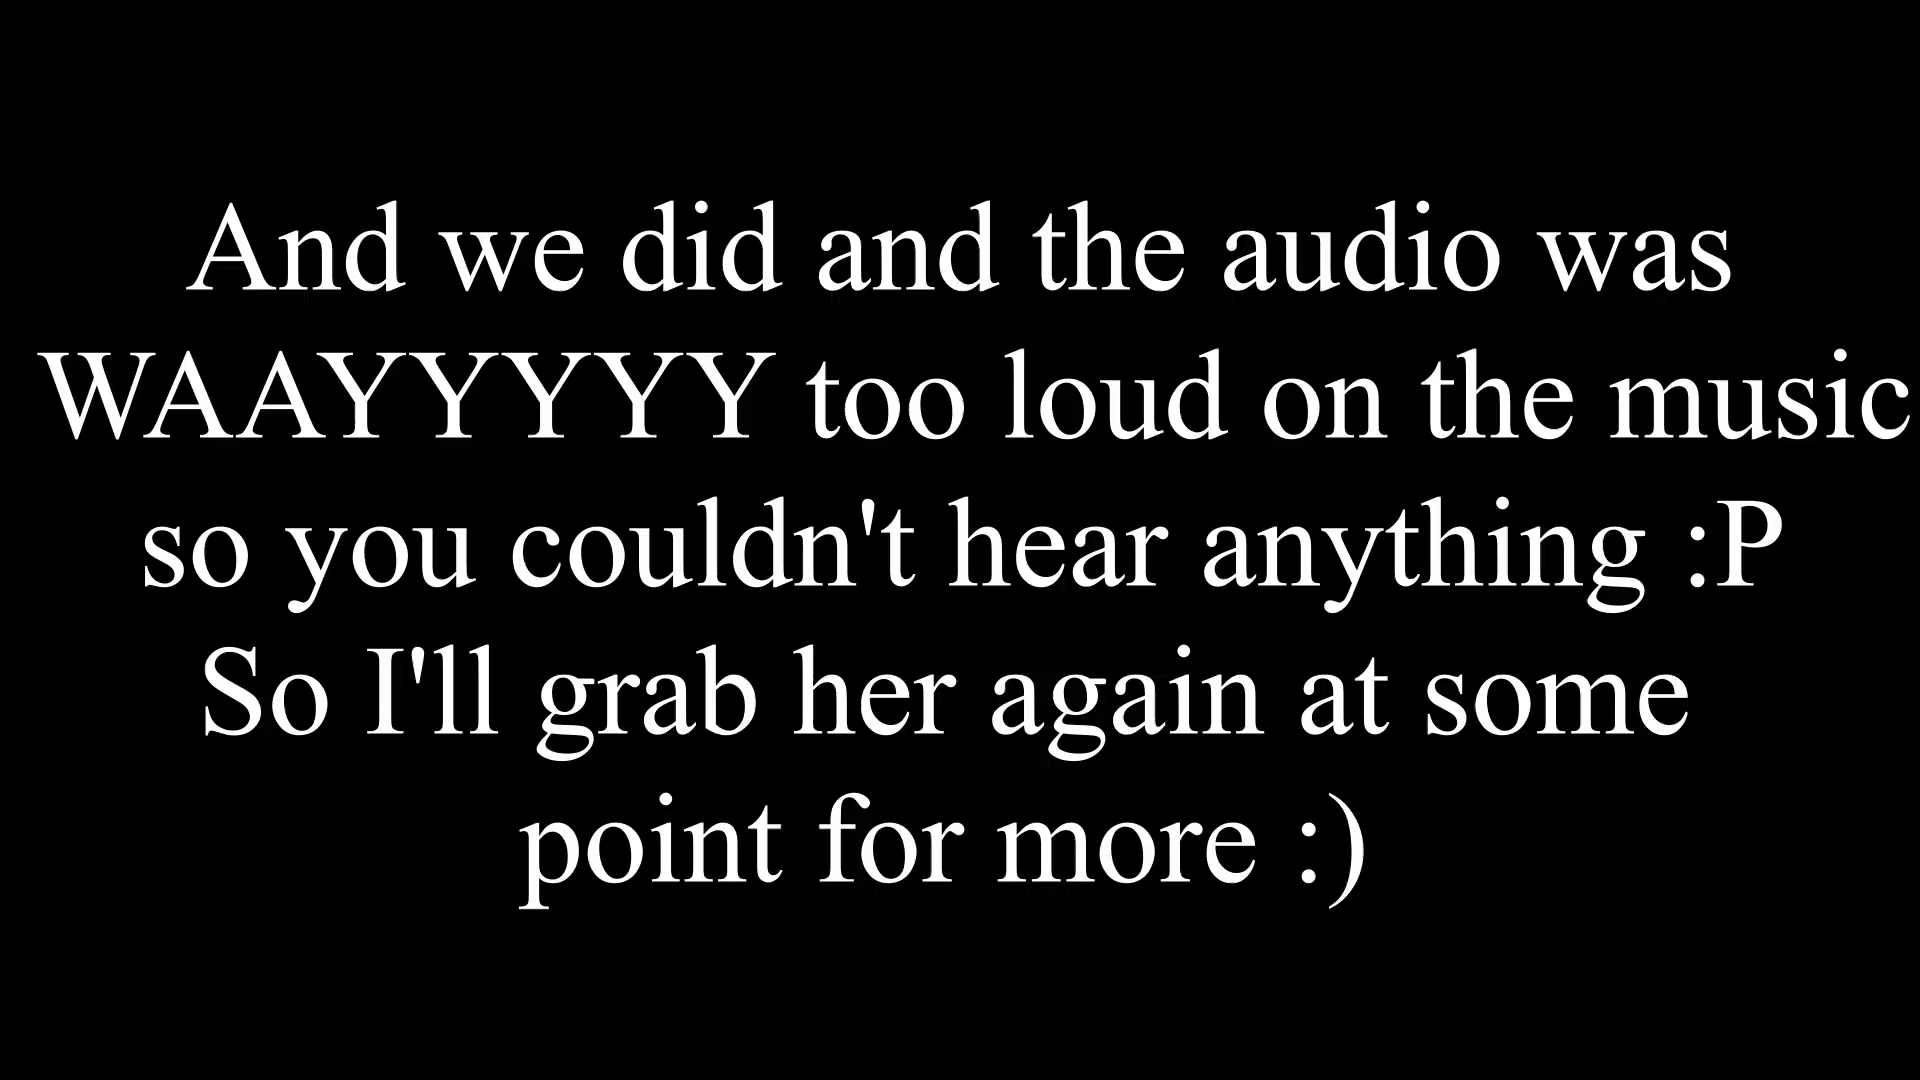 And we did and the audio was
WAAYYYYY too loud on the music
so you couldn't hear anything :P
So I'll grab her again at some
point for more :)